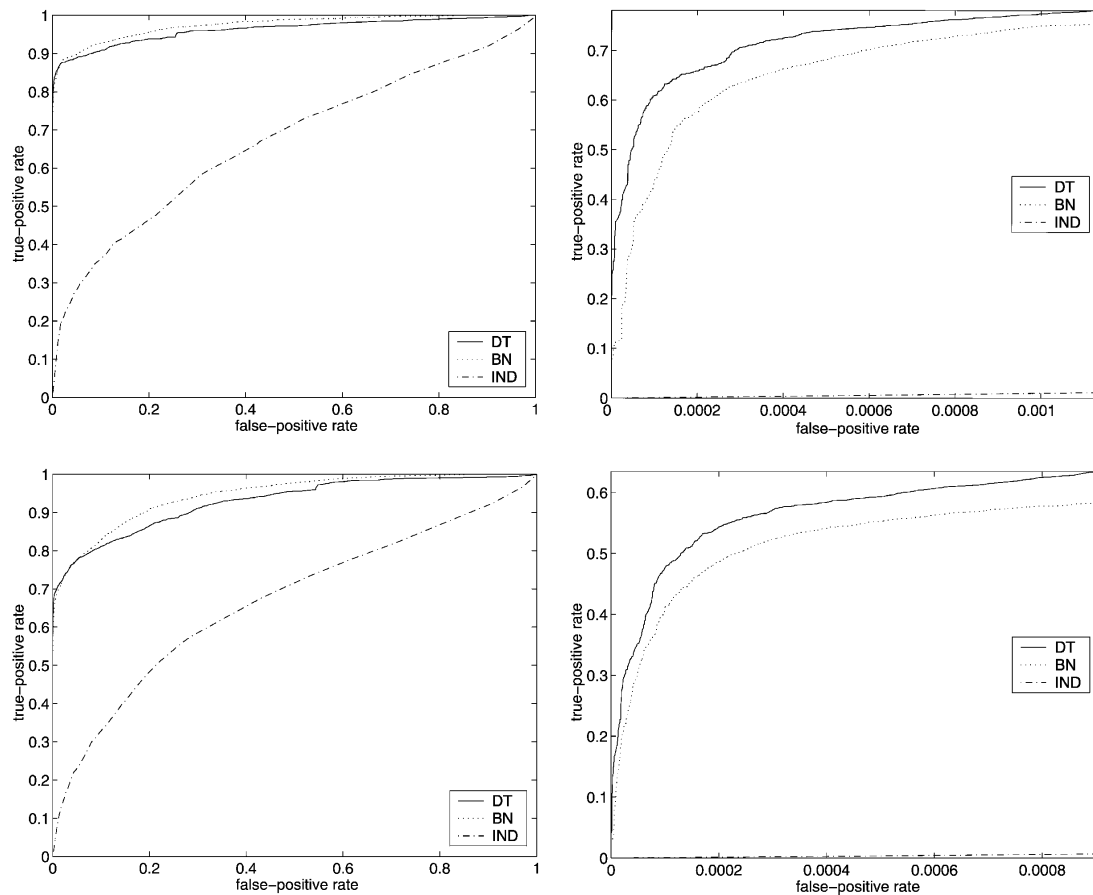 1
0.9
0.8
0.7
0.6
0.5
0.4
0.3
0.2
0.1
0
true−positive rate
0 0.2 0.4 0.6 0.8 1
false−positive rate
DT
BN
IND
0.7
0.6
0.5
0.4
0.3
0.2
0.1
0
true−positive rate
0 0.0002 0.0004 0.0006 0.0008 0.001
false−positive rate
DT
BN
IND
1
0.9
0.8
0.7
0.6
0.5
0.4
0.3
0.2
0.1
0
true−positive rate
0 0.2 0.4 0.6 0.8 1
false−positive rate
DT
BN
IND
0.6
0.5
0.4
0.3
0.2
0.1
0
true−positive rate
0 0.0002 0.0004 0.0006 0.0008
false−positive rate
DT
BN
IND